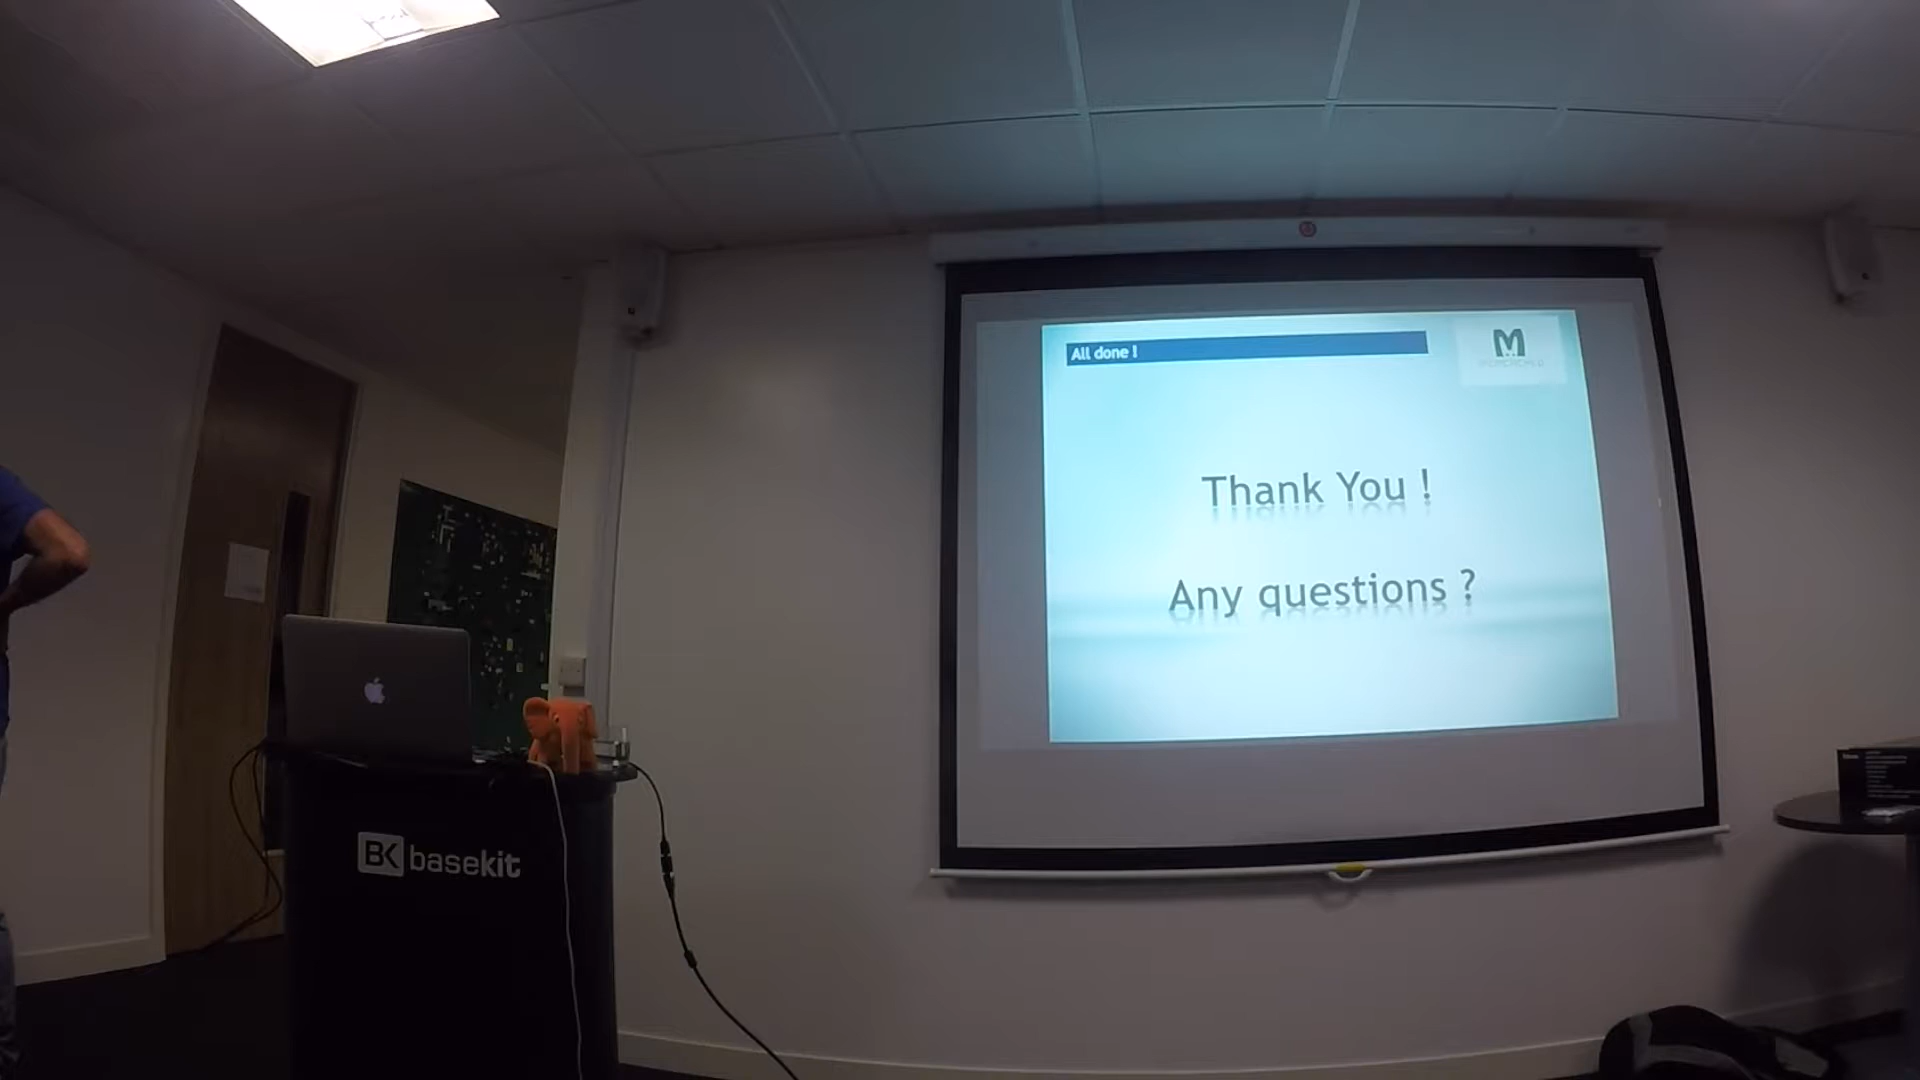 All done !
M
Thank You !
Any questions ?
BK basekit